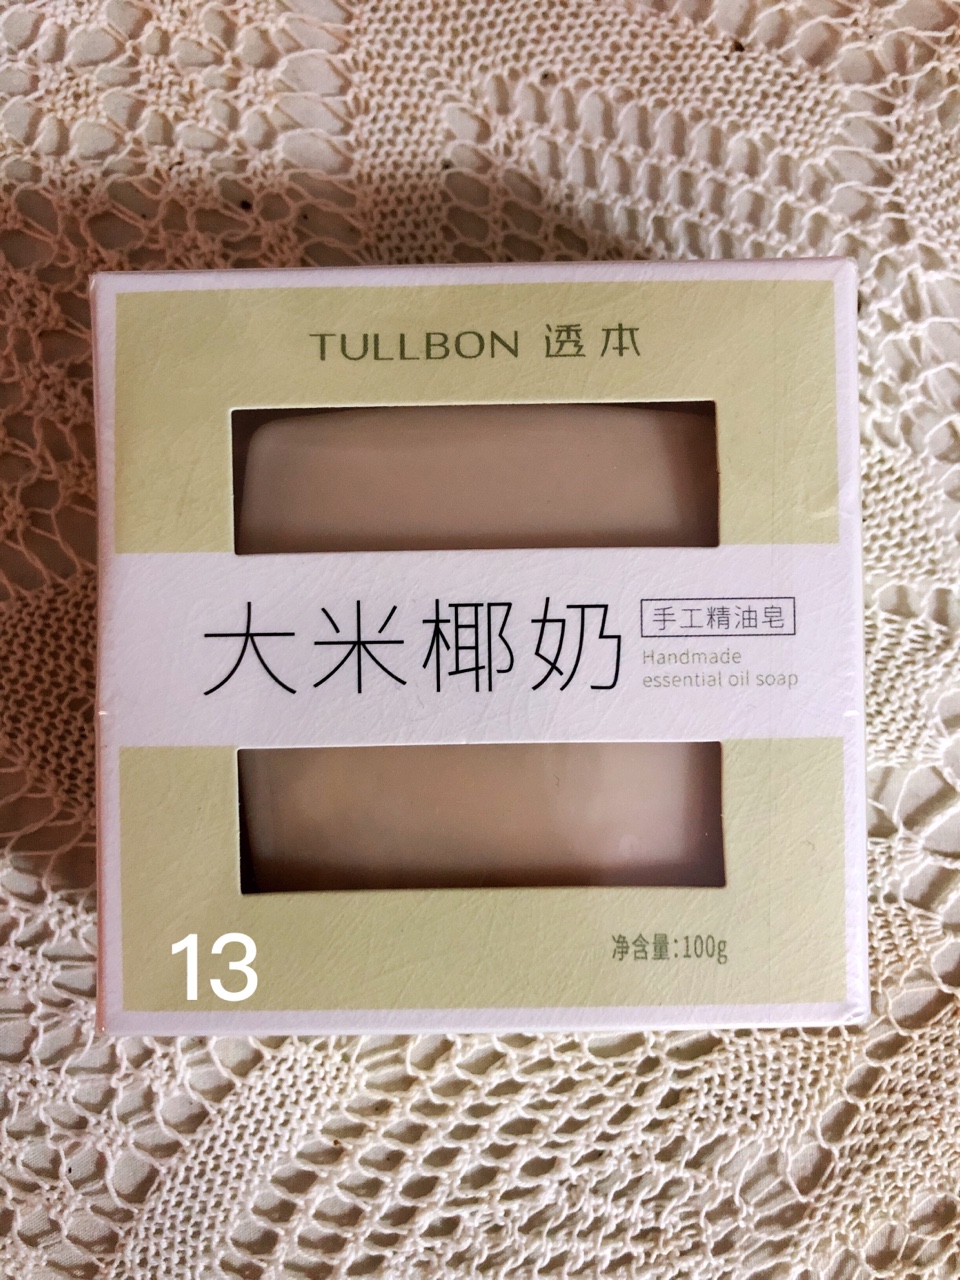 TULLBON 透本
大米椰奶
手工精油皂
Handmade
essential oil soap
净含量:100g
13